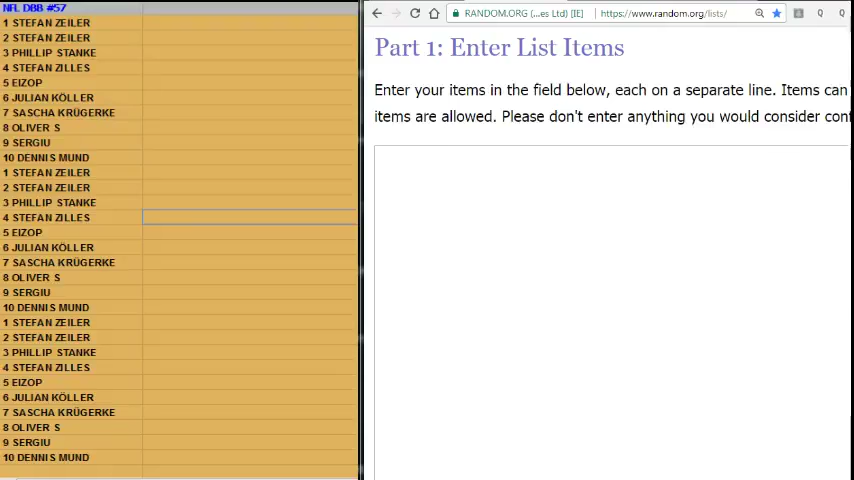 NFL DBB #57
1 STEFAN ZEILER
2 STEFAN ZEILER
3 PHILLIP STANKE
4 STEFAN ZILLES
5 EIZOP
6 JULIAN KÖLLER
7 SASCHA KRÜGERKE
8 OLIVER S
9 SERGIU
10 DENNIS MUND
1 STEFAN ZEILER
2 STEFAN ZEILER
3 PHILLIP STANKE
4 STEFAN ZILLES
5 EIZOP
6 JULIAN KÖLLER
7 SASCHA KRÜGERKE
8 OLIVER S
9 SERGIU
10 DENNIS MUND
1 STEFAN ZEILER
2 STEFAN ZEILER
3 PHILLIP STANKE
4 STEFAN ZILLES
5 EIZOP
6 JULIAN KÖLLER
7 SASCHA KRÜGERKE
8 OLIVER S
9 SERGIU
10 DENNIS MUND
RANDOM.ORG (...es Ltd) [IE] https://www.random.org/lists/
Part 1: Enter List Items
Enter your items in the field below, each on a separate line. Items can
items are allowed. Please don't enter anything you would consider conf